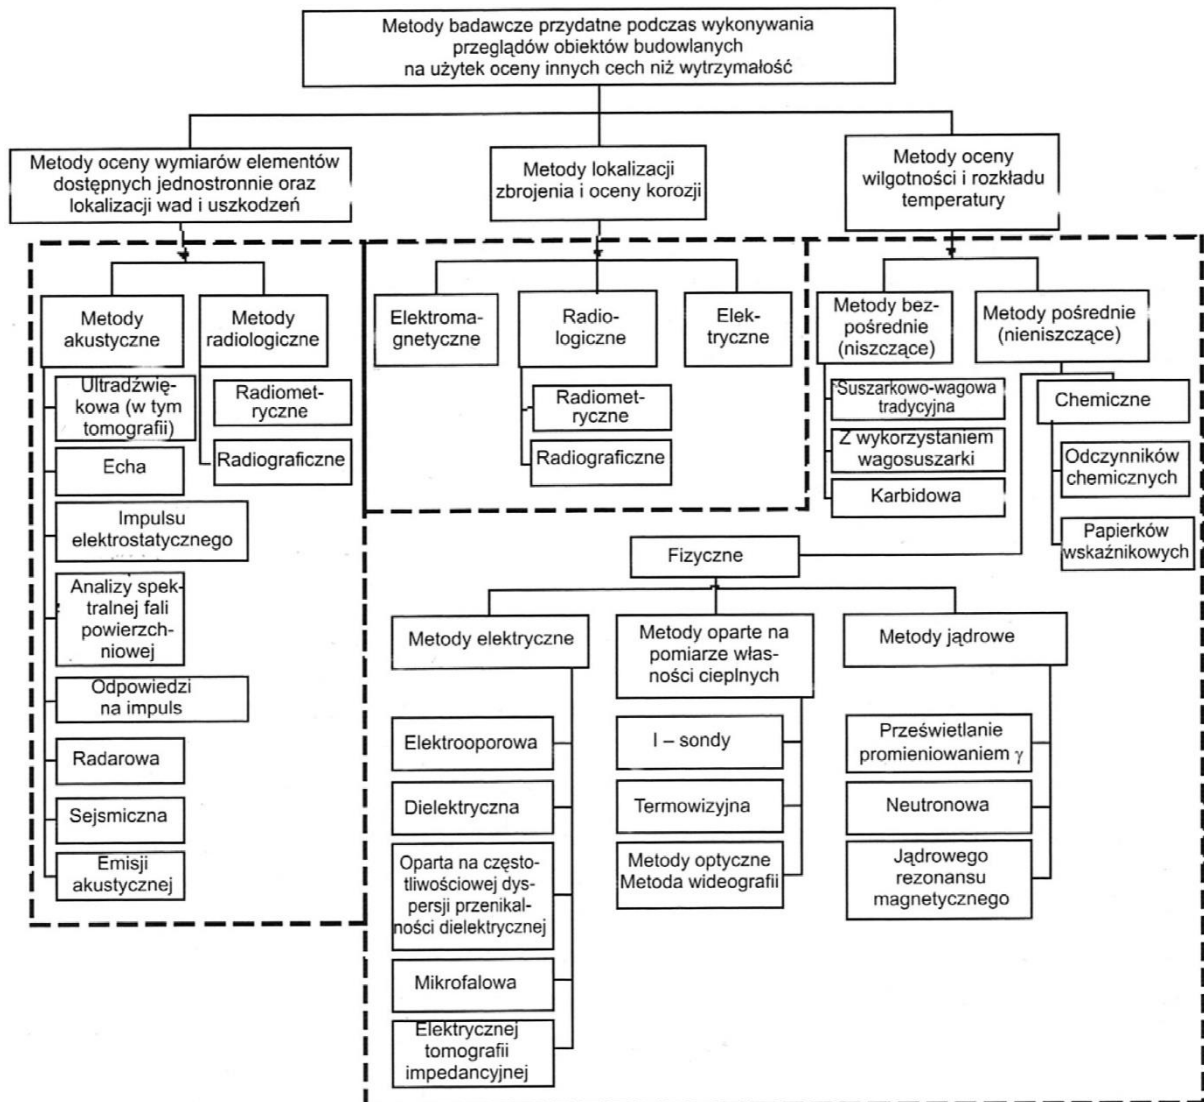 Metody badawcze przydatne podczas wykonywania
przeglądów obiektów budowlanych
na użytek oceny innych cech niż wytrzymałość
Metody oceny wymiarów elementów
dostępnych jednostronnie oraz
lokalizacji wad i uszkodzeń
Metody lokalizacji
zbrojenia i oceny korozji
Metody oceny
wilgotności i rozkładu
temperatury
Metody
akustyczne
Ultradźwię-
kowa (w tym
tomografii)
Echa
Impulsu
elektrostatycznego
Analizy spek-
tralnej fali
powierzch-
niowej
Odpowiedzi
na impuls
Radarowa
Sejsmiczna
Emisji
akustycznej
Metody
radiologiczne
Radiomet-
ryczne
Radiograficzne
Elektroma-
gnetyczne
Radio-
logiczne
Radiomet-
ryczne
Radiograficzne
Elek-
tryczne
Metody bez-
pośrednie
(niszczące)
Suszarkowo-wagowa
tradycyjna
Z wykorzystaniem
wagosuszarki
Karbidowa
Metody pośrednie
(nieniszczące)
Chemiczne
Odczynników
chemicznych
Papierków
wskaźnikowych
Fizyczne
Metody elektryczne
Elektrooporowa
Dielektryczna
Oparta na często-
tliwościowej dys-
persji przenikal-
ności dielektrycznej
Mikrofalowa
Elektrycznej
tomografii
impedancyjnej
Metody oparte na
pomiarze włas-
ności cieplnych
I – sondy
Termowizyjna
Metody optyczne
Metoda wideografii
Metody jądrowe
Prześwietlanie
promieniowaniem γ
Neutronowa
Jądrowego
rezonansu
magnetycznego